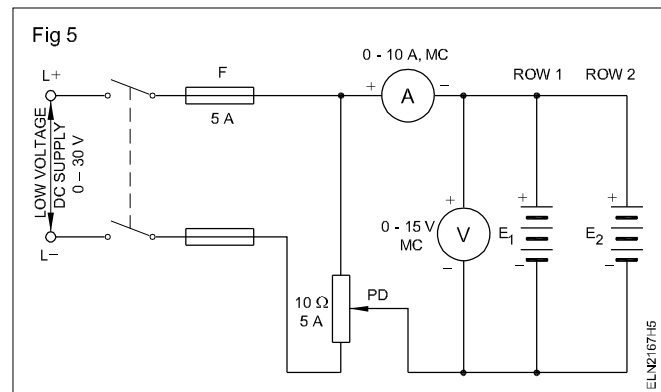 Fig 5
0 - 10 A, MC
L+
F
+
A
−
ROW 1
ROW 2
5 A
LOW VOLTAGE
DC SUPPLY
0 – 30 V
L−
+
V
−
0 - 15 V
MC
+
E1
−
+
E2
−
10 Ω
5 A
PD
ELN2167H5